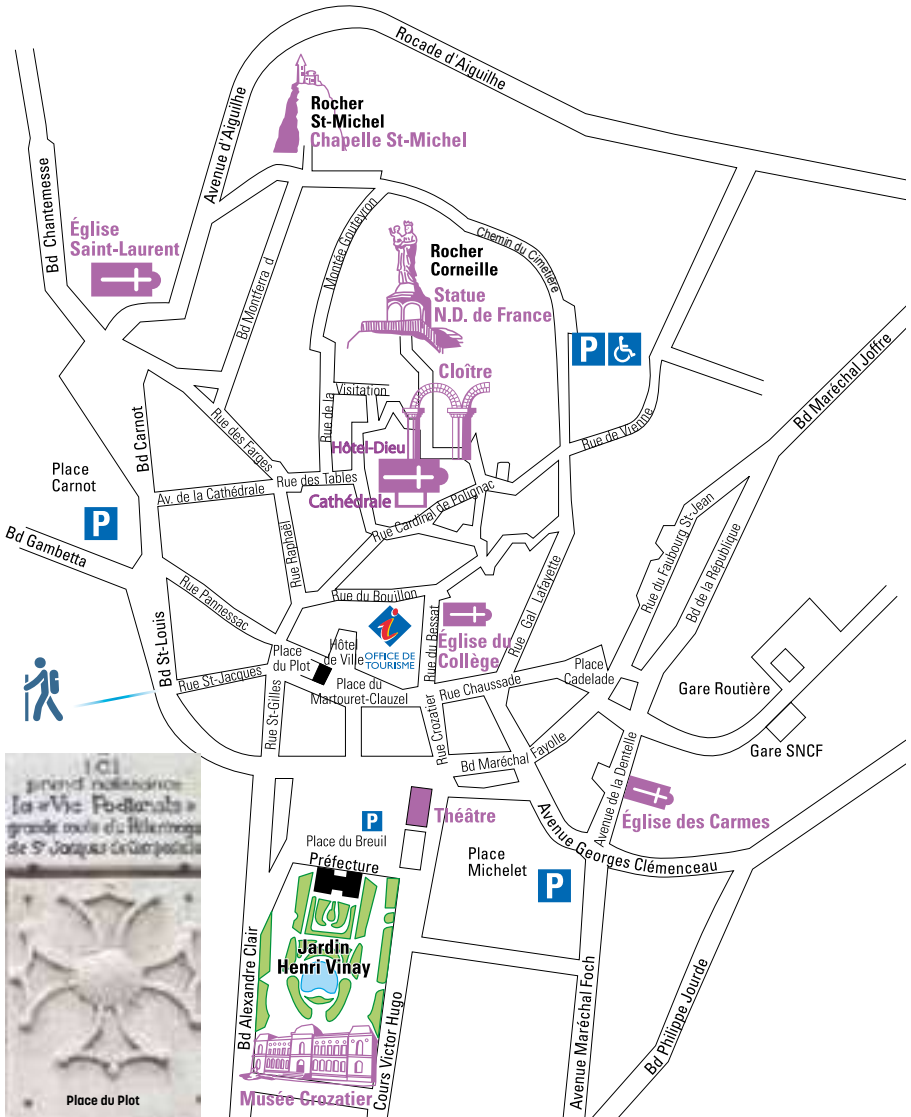 Rocade d'Aiguilhe
Rocher
St-Michel
Chapelle St-Michel
Avenue d'Aiguilhe
Bd Chantemesse
Église
Saint-Laurent
Montée Gouteyron
Chemin du Cimetière
Rocher
Corneille
Statue
N.D. de France
Bd Montferra d
P
Cloître
Bd Maréchal Joffre
Rue de la Visitation
Rue des Farges
Bd Carnot
Rue de Vienne
Hôtel-Dieu
Place
Carnot
Rue des Tables
Av. de la Cathédrale
Cathédrale
Rue Cardinal de Polignac
P
Bd Gambetta
Rue Raphaël
Rue du Faubourg St-Jean
Bd de la République
Rue Pannessac
Rue du Bouillon
Rue Gal Lafayette
Rue du Bessat
i
OFFICE DE
TOURISME
Église du
Collège
Hôtel
de Ville
Place
du Plot
Bd St-Louis
Rue St-Jacques
Place du
Martouret-Clauzel
Rue St-Gilles
Rue Chaussade
Place
Cadelade
Gare Routière
Rue Crozatier
Gare SNCF
Bd Maréchal Fayolle
Avenue de la Dentelle
Église des Carmes
Théâtre
P
Place du Breuil
Avenue Georges Clémenceau
Place
Michelet
P
Préfecture
Jardin
Henri Vinay
Bd Alexandre Clair
Cours Victor Hugo
Avenue Maréchal Foch
Bd Philippe Jourde
Musée Crozatier
ICI
prend naissance
la «Via Podiensis»
grande route du Pèlerinage
de St Jacques
Place du Plot